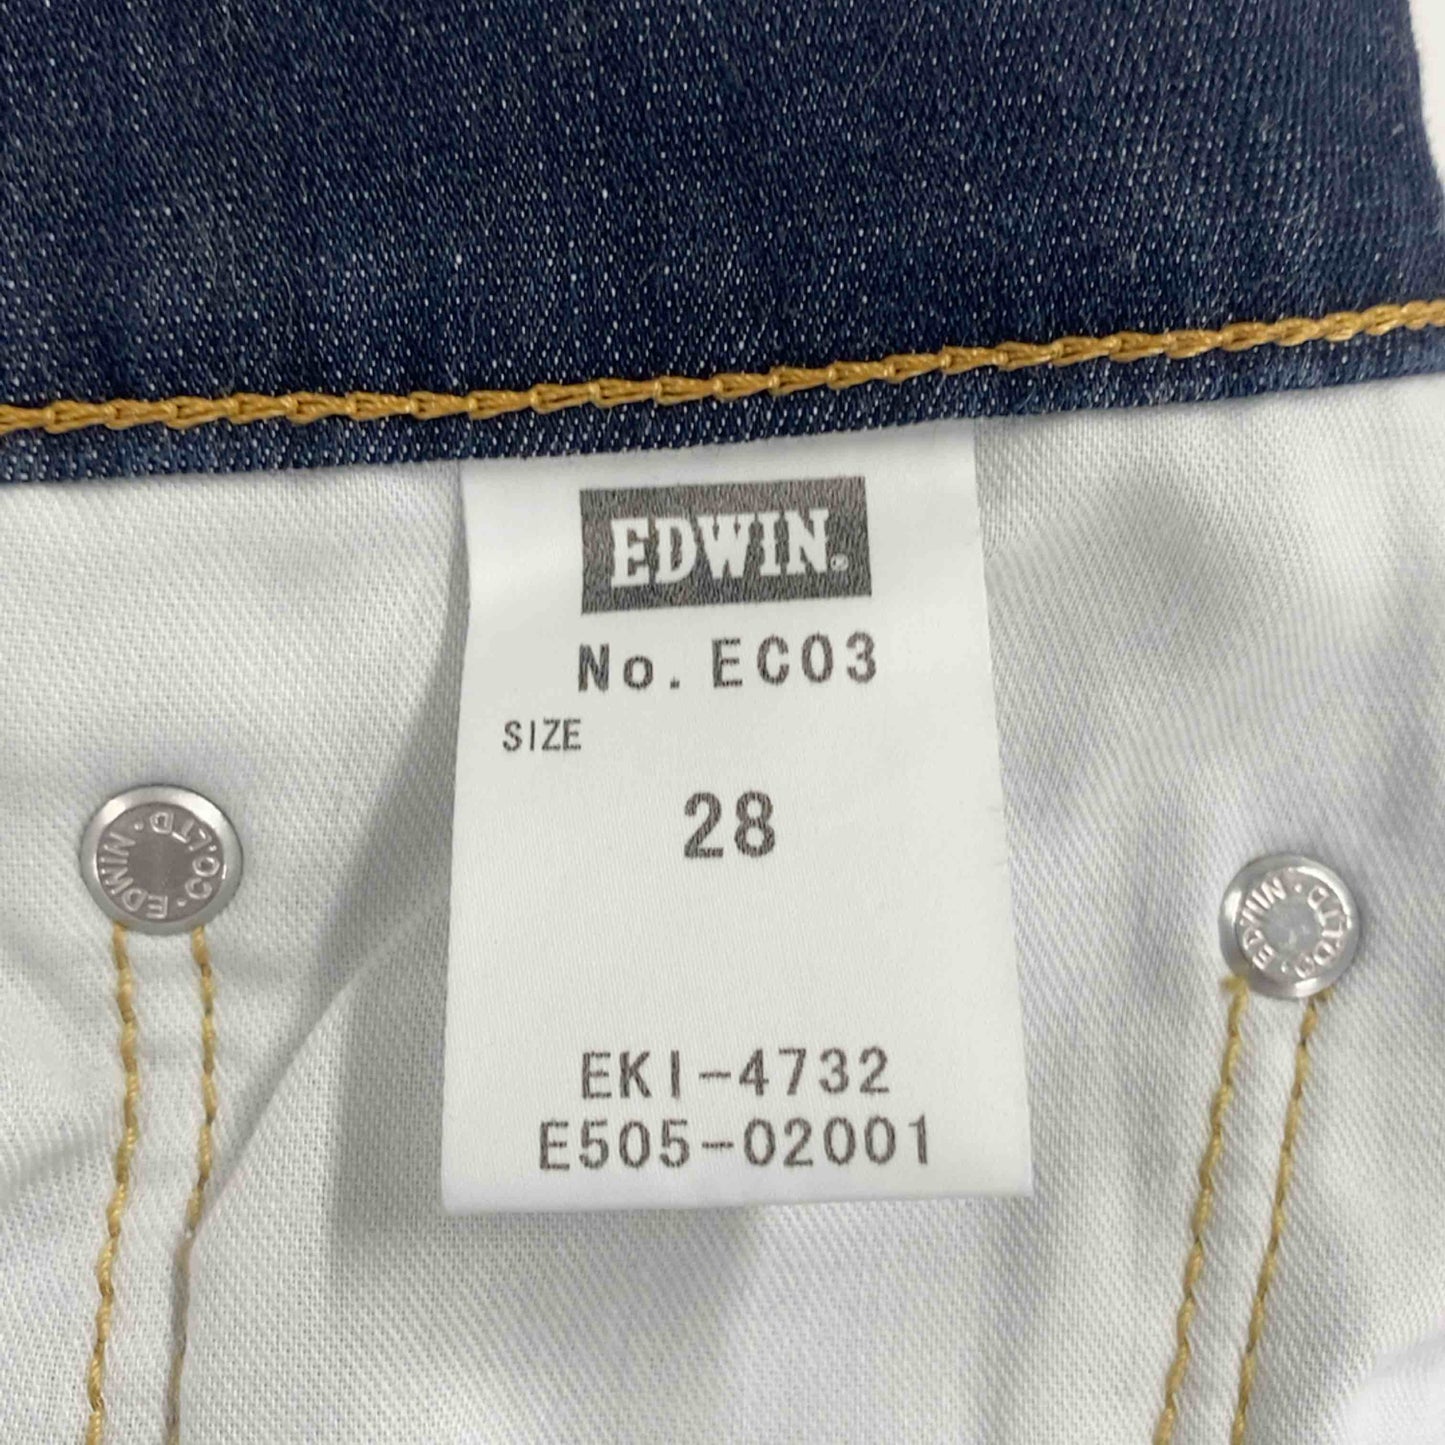 EDWIN®
No. EC03
SIZE
28
EDWIN · CO.,LTD ·
EDWIN · CO.,LTD ·
EKI-4732
E505-02001